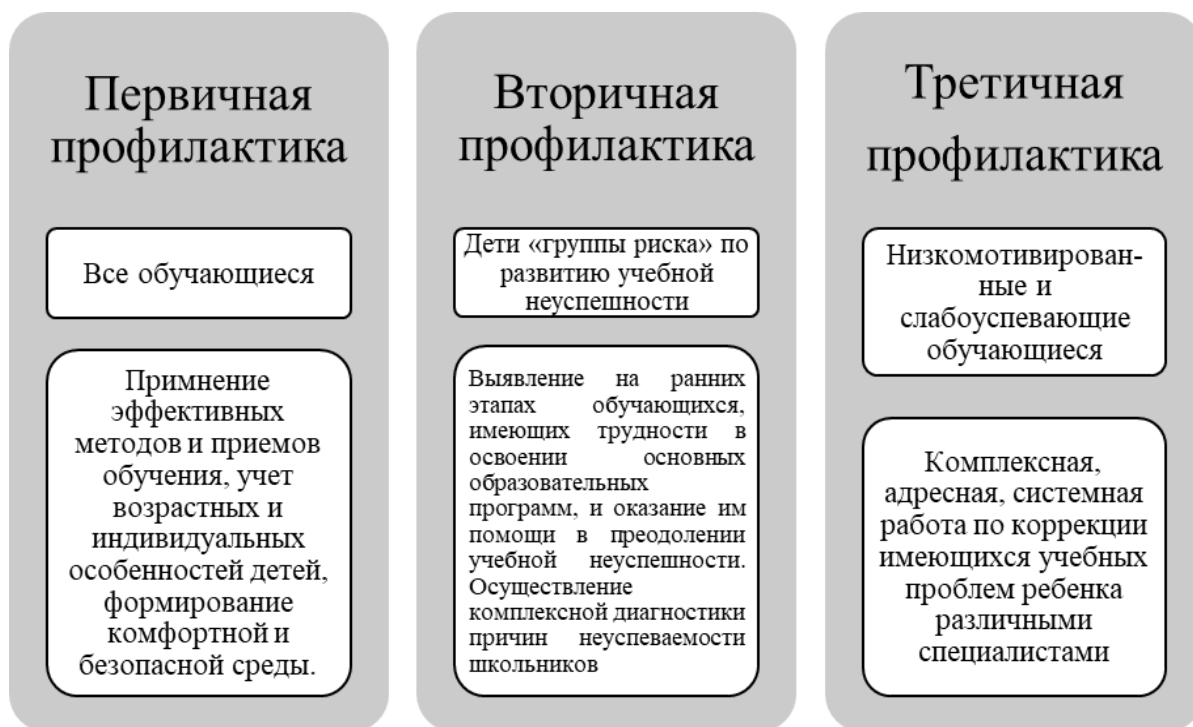 Первичная
профилактика
Все обучающиеся
Примнение
эффективных
методов и приемов
обучения, учет
возрастных и
индивидуальных
особенностей детей,
формирование
комфортной и
безопасной среды.
Вторичная
профилактика
Дети «группы риска» по
развитию учебной
неуспешности
Выявление на ранних
этапах обучающихся,
имеющих трудности в
освоении основных
образовательных
программ, и оказание им
помощи в преодолении
учебной неуспешности.
Осуществление
комплексной диагностики
причин неуспеваемости
школьников
Третичная
профилактика
Низкомотивирован-
ные и
слабоуспевающие
обучающиеся
Комплексная,
адресная, системная
работа по коррекции
имеющихся учебных
проблем ребенка
различными
специалистами